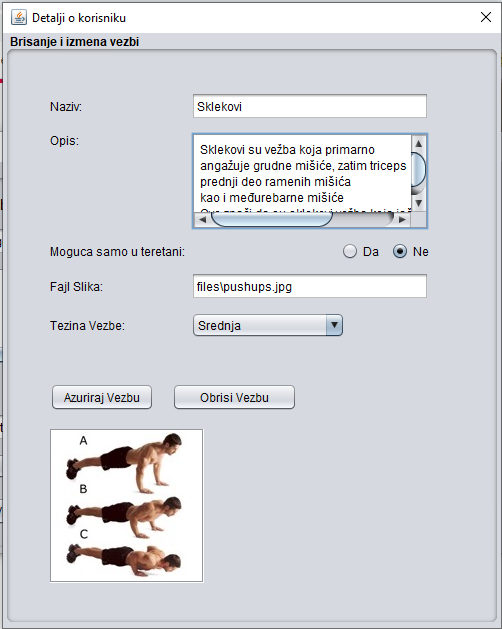 Detalji o korisniku
Brisanje i izmena vezbi
Naziv:
Sklekovi
Opis:
Sklekovi su vežba koja primarno
angažuje grudne mišiće, zatim triceps
prednji deo ramenih mišića
kao i međurebarne mišiće
Moguca samo u teretani:
Da
Ne
Fajl Slika:
files\pushups.jpg
Tezina Vezbe:
Srednja
Azuriraj Vezbu
Obrisi Vezbu
A
B
C